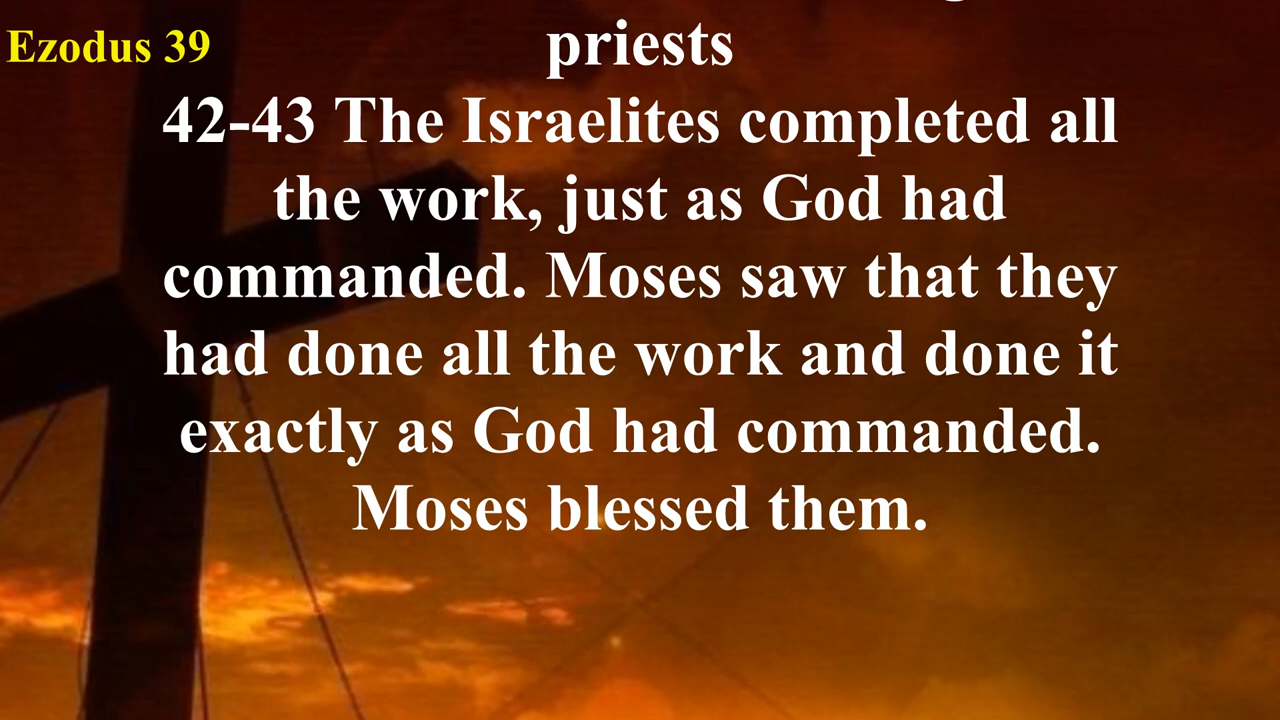 Ezodus 39
priests
42-43 The Israelites completed all
the work, just as God had
commanded. Moses saw that they
had done all the work and done it
exactly as God had commanded.
Moses blessed them.